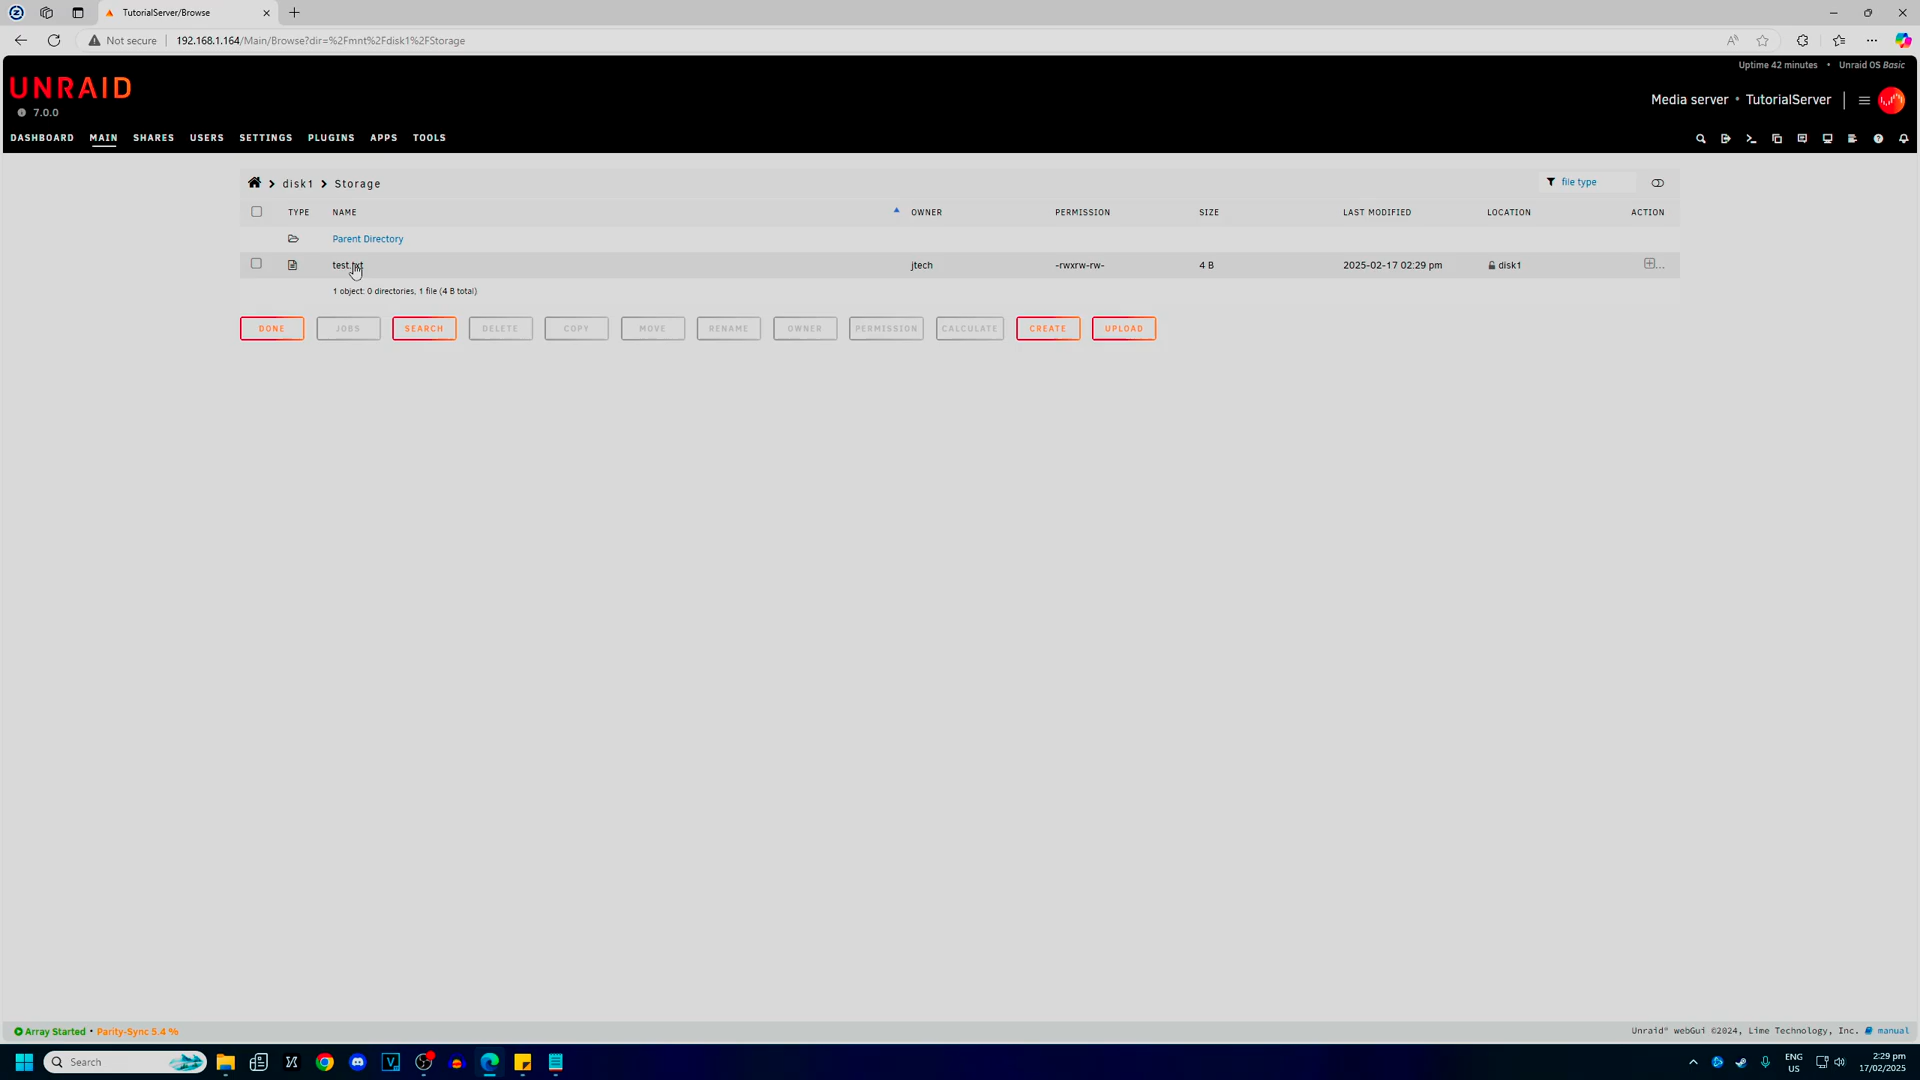 TutorialServer/Browse
Not secure
192.168.1.164/Main/Browse?dir=%2Fmnt%2Fdisk1%2FStorage
Uptime 42 minutes • Unraid OS Basic
UNRAID
7.0.0
Media server • TutorialServer
DASHBOARD MAIN SHARES USERS SETTINGS PLUGINS APPS TOOLS
disk1 > Storage
file type
TYPE NAME OWNER PERMISSION SIZE LAST MODIFIED LOCATION ACTION
Parent Directory
test.txt jtech -rwxrw-rw- 4 B 2025-02-17 02:29 pm disk1 ...
1 object: 0 directories, 1 file (4 B total)
DONE JOBS SEARCH DELETE COPY MOVE RENAME OWNER PERMISSION CALCULATE CREATE UPLOAD
Array Started • Parity-Sync 5.4 %
Unraid® webGui ©2024, Lime Technology, Inc. manual
Search
ENG
US
2:29 pm
17/02/2025